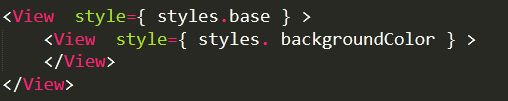 <View  style={ styles.base } >
    <View  style={ styles. backgroundColor } >
    </View>
</View>